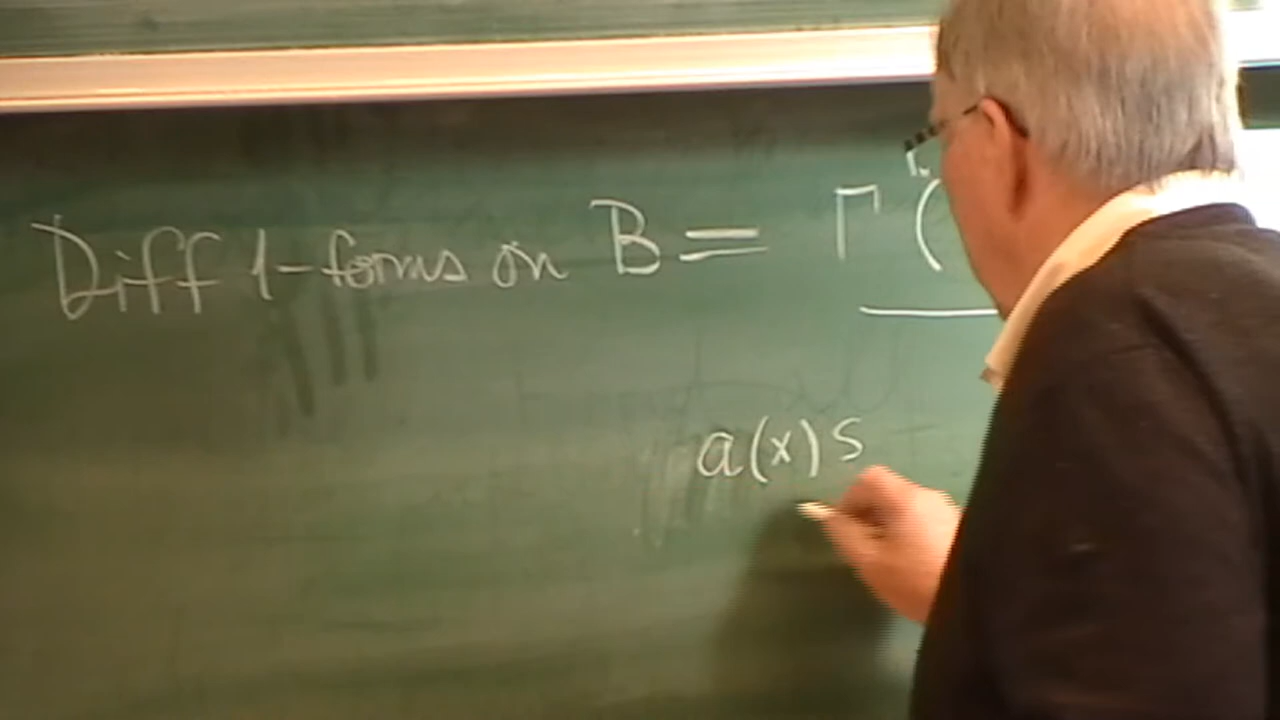 Diff 1-forms on B = Γ (
a(x) s